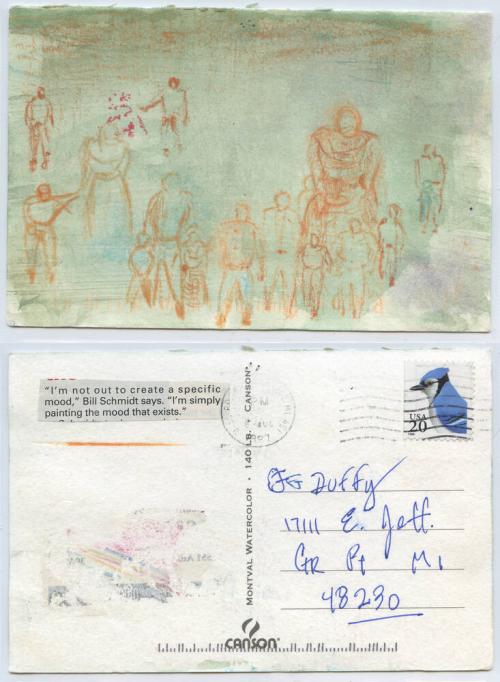 "I'm not out to create a specific
mood," Bill Schmidt says. "I'm simply
painting the mood that exists."
MONTVAL WATERCOLOR · 140 LB. CANSON®
USA
20
Duffy
17111 E. Jeff.
GR Pt MI
48230
CANSON®